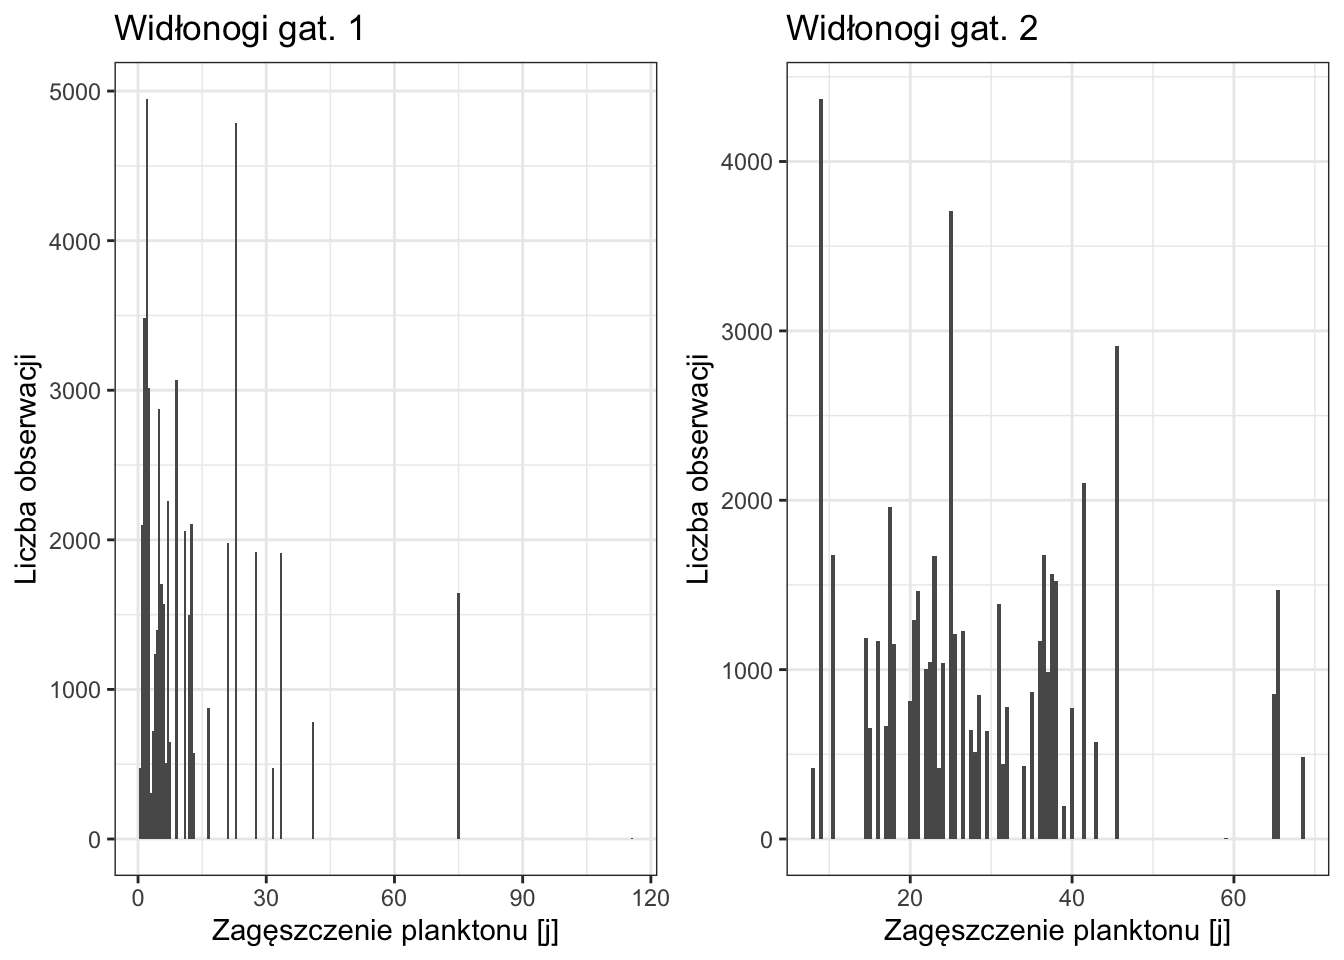 Widłonogi gat. 1
Liczba obserwacji
5000
4000
3000
2000
1000
0
0 30 60 90 120
Zagęszczenie planktonu [j]
Widłonogi gat. 2
Liczba obserwacji
4000
3000
2000
1000
0
20 40 60
Zagęszczenie planktonu [j]